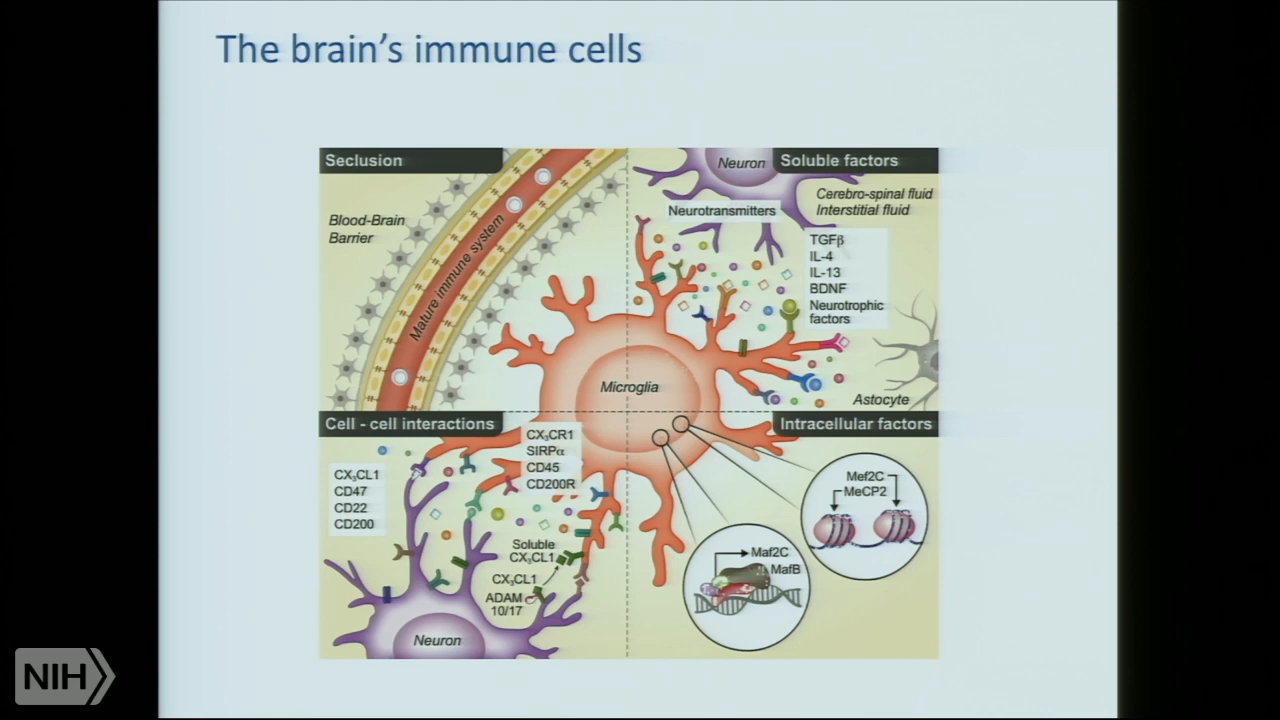 The brain's immune cells
Seclusion
Blood-Brain
Barrier
Mature immune system
Neuron
Soluble factors
Neurotransmitters
Cerebro-spinal fluid
Interstitial fluid
TGFβ
IL-4
IL-13
BDNF
Neurotrophic
factors
Astocyte
Microglia
Cell - cell interactions
CX₃CL1
CD47
CD22
CD200
CX₃CR1
SIRPα
CD45
CD200R
Soluble
CX₃CL1
CX₃CL1
ADAM
10/17
Neuron
Intracellular factors
Mef2C
MeCP2
Maf2C
MafB
NIH